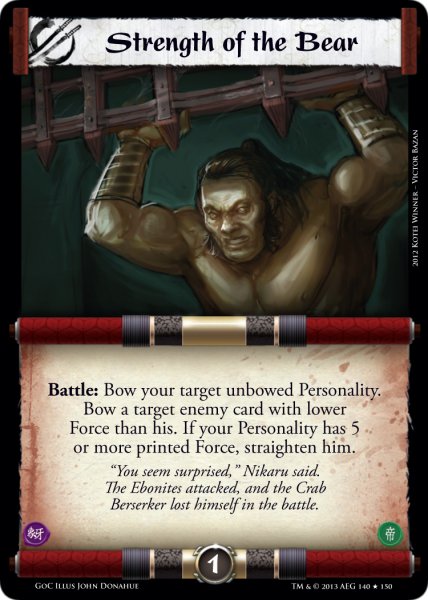 Strength of the Bear
2012 Kotei Winner – Victor Bazan
Battle: Bow your target unbowed Personality.
Bow a target enemy card with lower
Force than his. If your Personality has 5
or more printed Force, straighten him.
"You seem surprised," Nikaru said.
The Ebonites attacked, and the Crab
Berserker lost himself in the battle.
帝
1
GoC Illus John Donahue
TM & © 2013 AEG 140 ★ 150